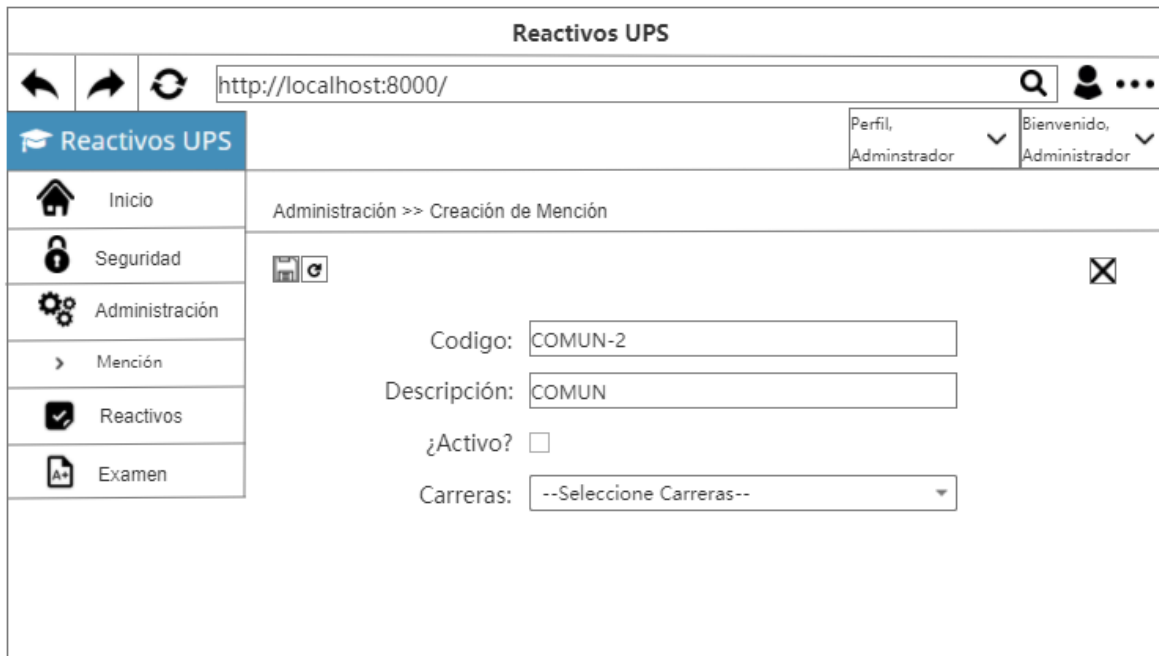 Reactivos UPS
http://localhost:8000/
Reactivos UPS
Perfil,
Adminstrador
Bienvenido,
Administrador
Inicio
Administración >> Creación de Mención
Seguridad
Administración
Codigo: COMUN-2
Mención
Descripción: COMUN
Reactivos
¿Activo?
A+ Examen
Carreras: --Seleccione Carreras--